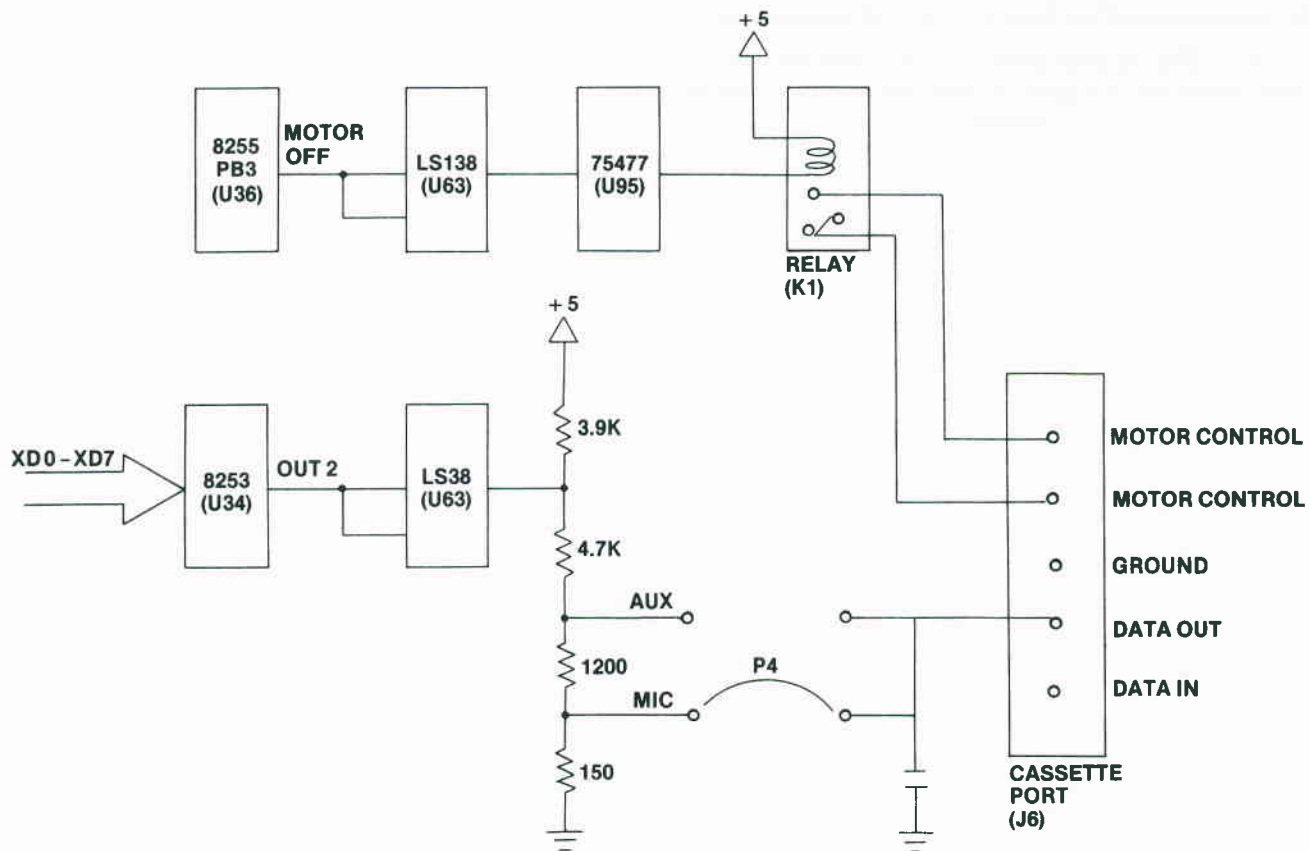 + 5
8255
PB3
(U36)
MOTOR
OFF
LS138
(U63)
75477
(U95)
RELAY
(K1)
+ 5
3.9K
XD0 – XD7
8253
(U34)
OUT 2
LS38
(U63)
4.7K
AUX
1200
MIC
P4
150
MOTOR CONTROL
MOTOR CONTROL
GROUND
DATA OUT
DATA IN
CASSETTE
PORT
(J6)